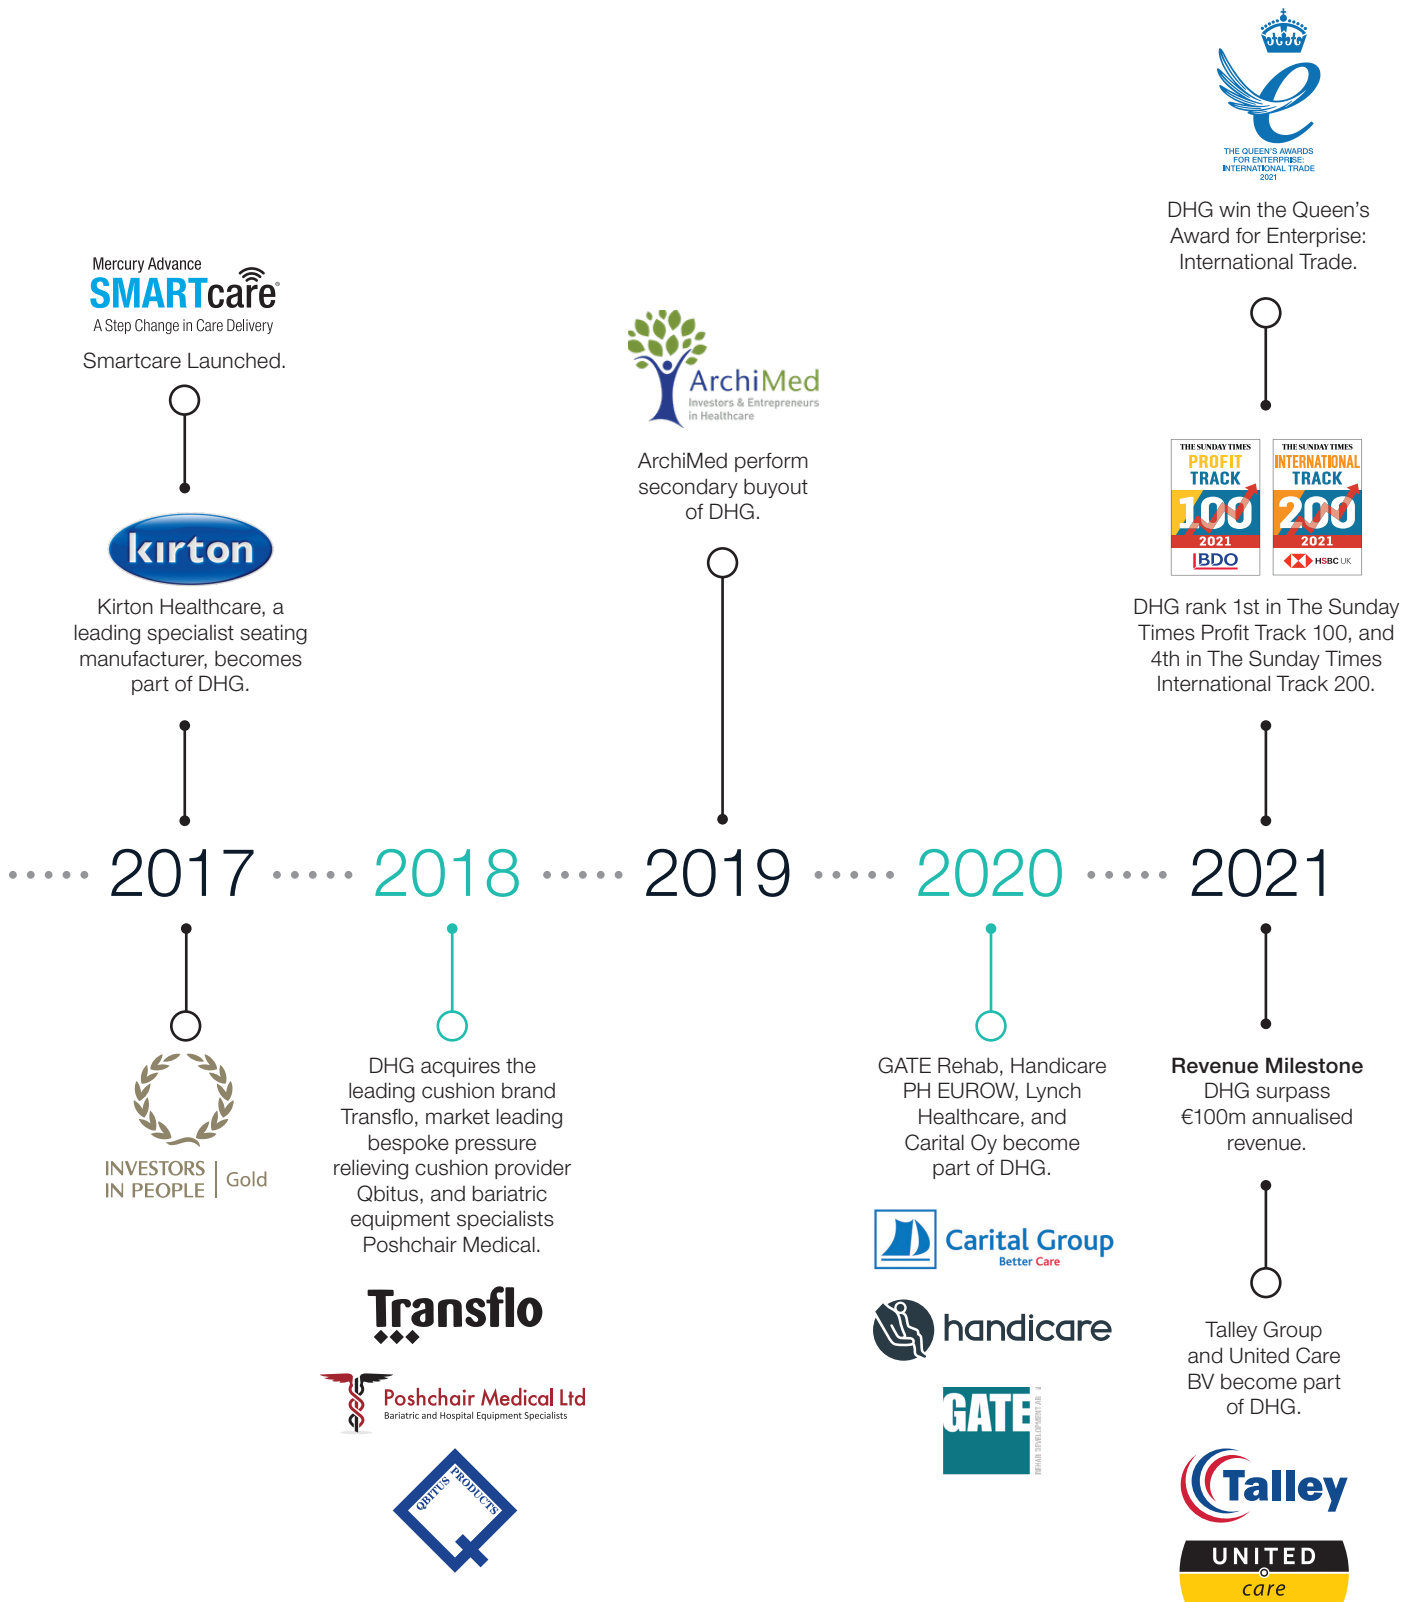 THE QUEEN'S AWARDS
FOR ENTERPRISE:
INTERNATIONAL TRADE
2021
DHG win the Queen's
Award for Enterprise:
International Trade.
Mercury Advance
SMARTcare
A Step Change in Care Delivery
Smartcare Launched.
kırton
Kirton Healthcare, a
leading specialist seating
manufacturer, becomes
part of DHG.
ArchiMed
Investors & Entrepreneurs
in Healthcare
ArchiMed perform
secondary buyout
of DHG.
THE SUNDAY TIMES
PROFIT
TRACK
100
2021
BDO
THE SUNDAY TIMES
INTERNATIONAL
TRACK
200
2021
HSBC UK
DHG rank 1st in The Sunday
Times Profit Track 100, and
4th in The Sunday Times
International Track 200.
2017 2018 2019 2020 2021
INVESTORS
IN PEOPLE
Gold
DHG acquires the
leading cushion brand
Transflo, market leading
bespoke pressure
relieving cushion provider
Qbitus, and bariatric
equipment specialists
Poshchair Medical.
Transflo
Poshchair Medical Ltd
Bariatric and Hospital Equipment Specialists
QBITUS PRODUCTS
GATE Rehab, Handicare
PH EUROW, Lynch
Healthcare, and
Carital Oy become
part of DHG.
Carital Group
Better Care
handicare
GATE
REHAB DEVELOPMENT AB
Revenue Milestone
DHG surpass
€100m annualised
revenue.
Talley Group
and United Care
BV become part
of DHG.
Talley
UNITED
care